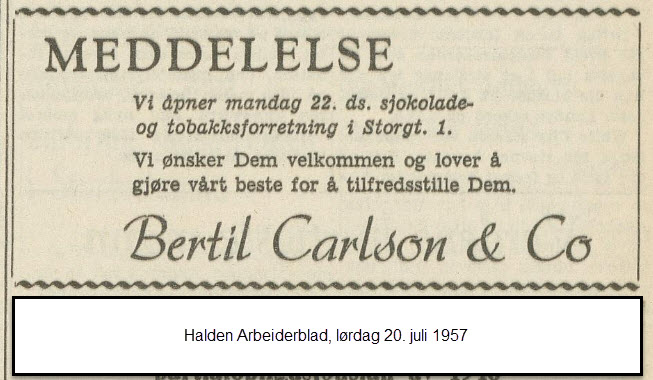 MEDDELELSE
Vi åpner mandag 22. ds. sjokolade-
og tobakksforretning i Storgt. 1.
Vi ønsker Dem velkommen og lover å
gjøre vårt beste for å tilfredsstille Dem.
Bertil Carlson & Co
Halden Arbeiderblad, lørdag 20. juli 1957